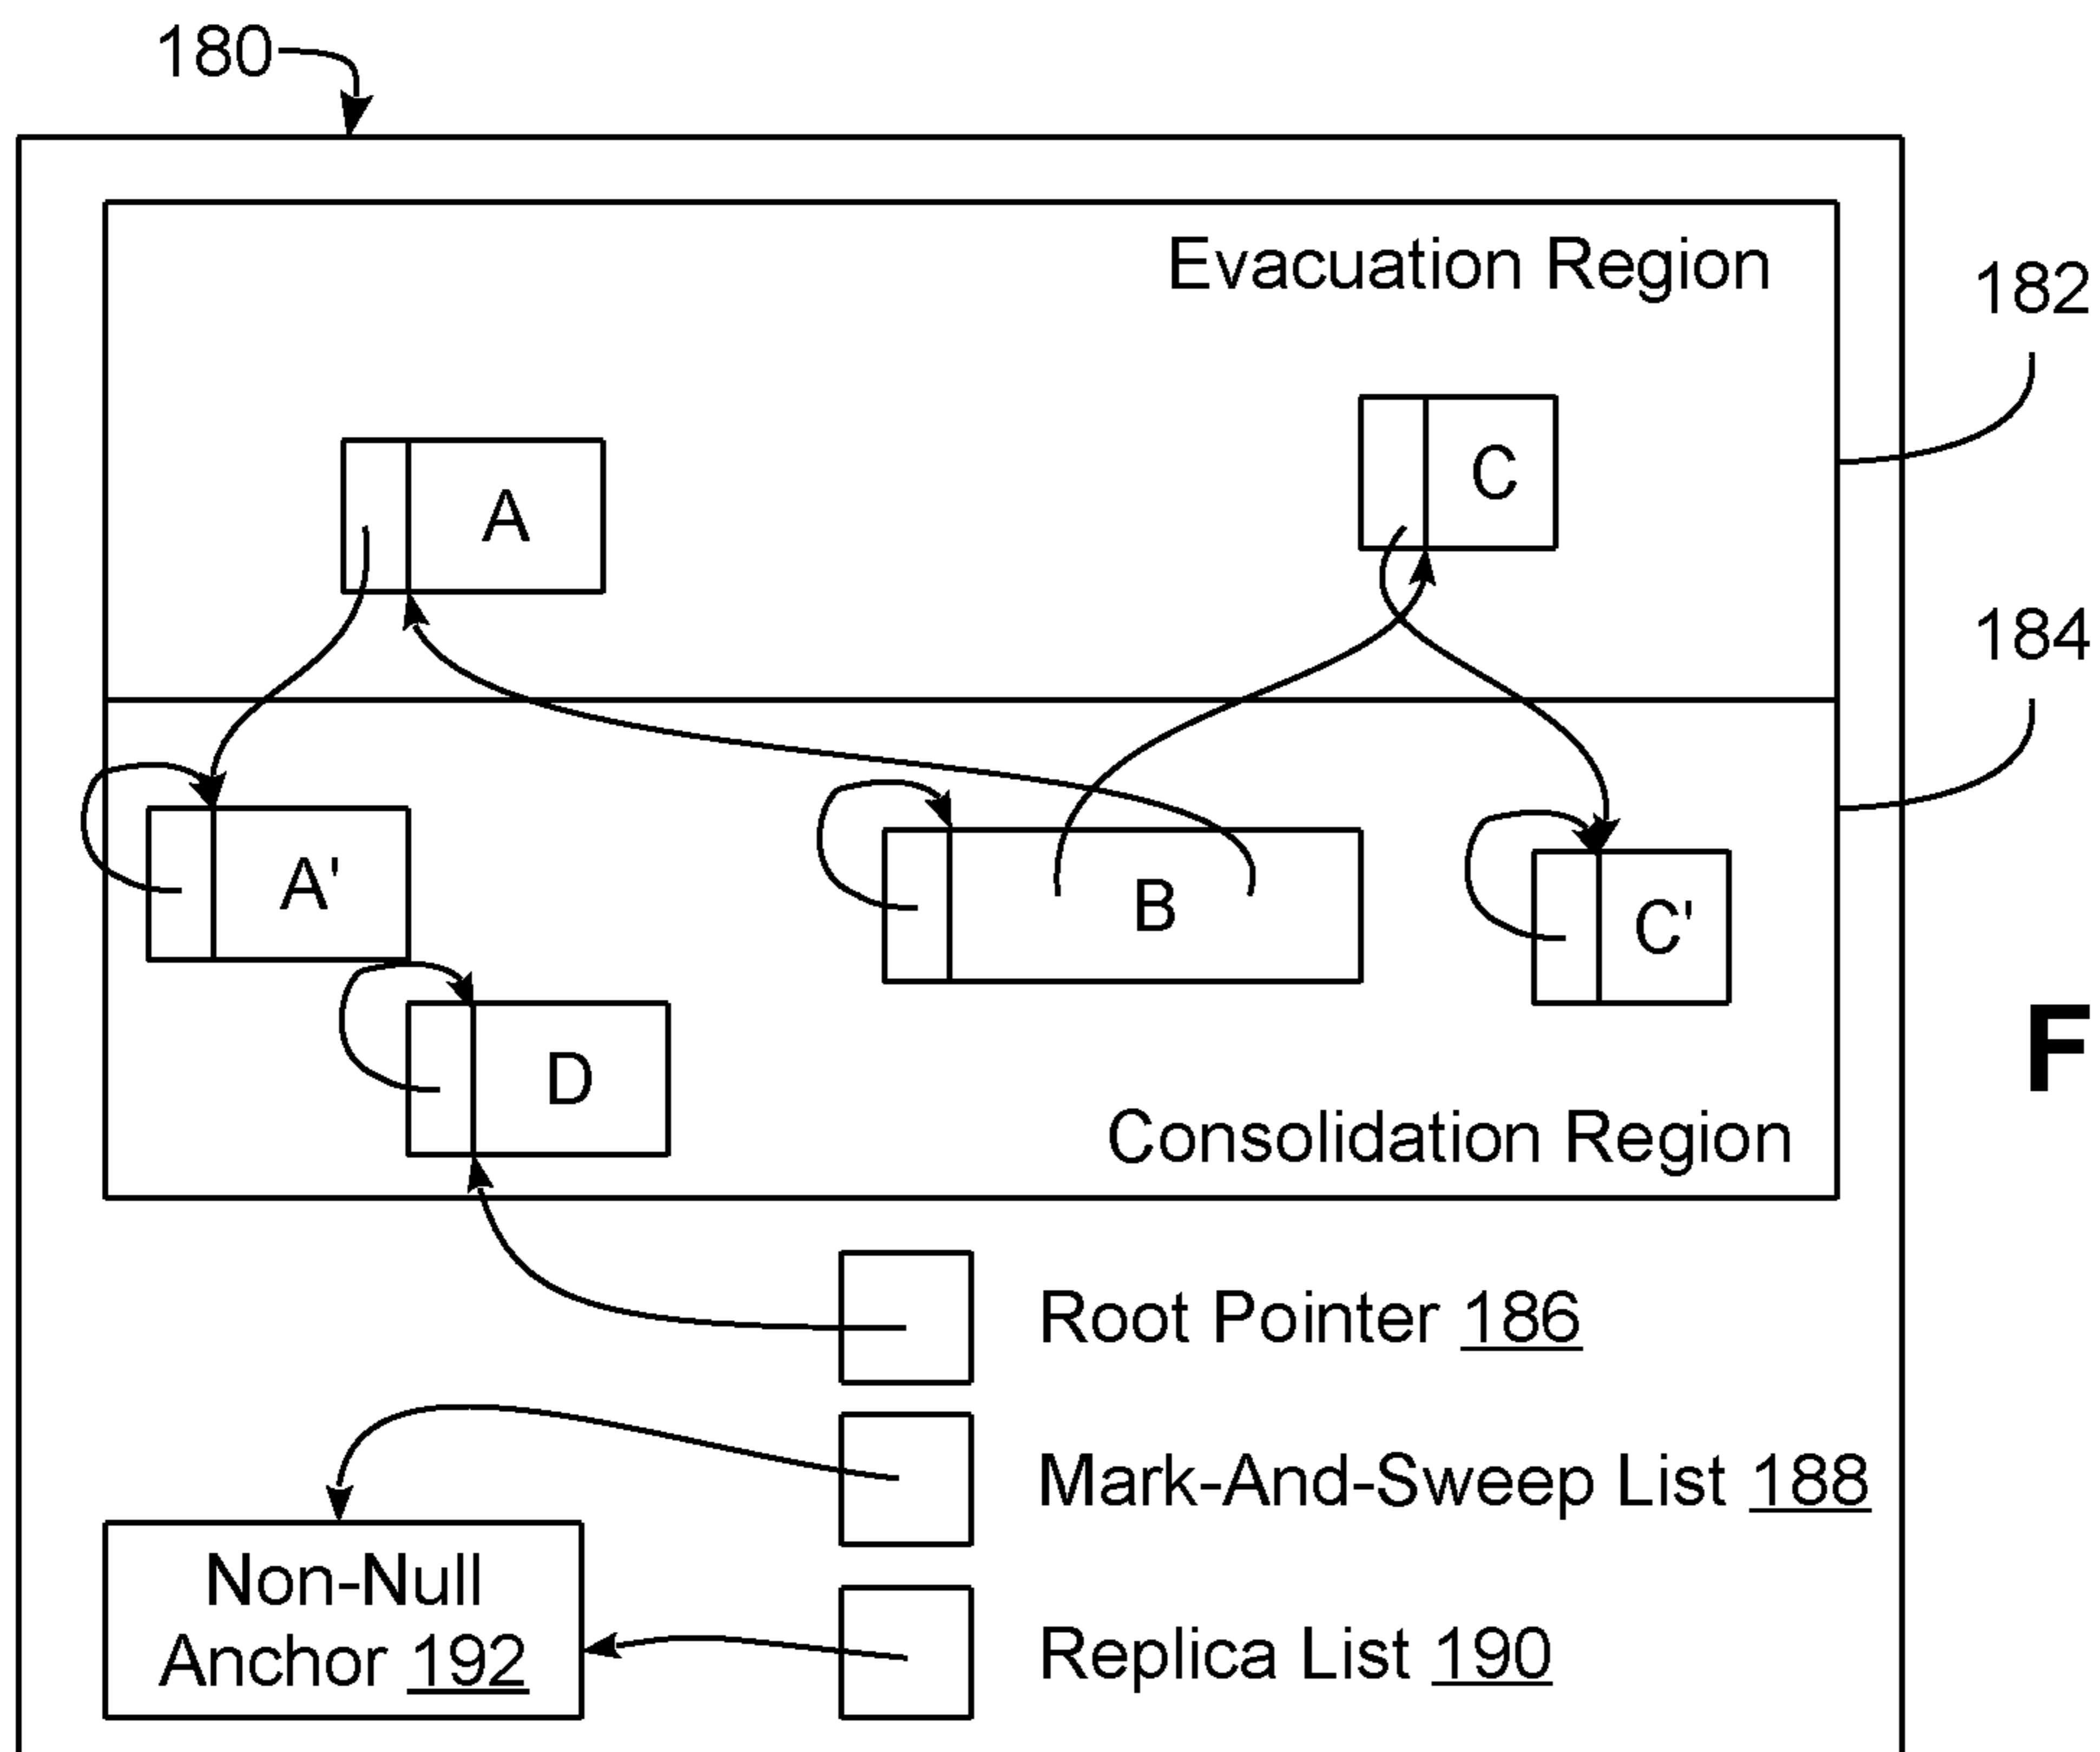 180
Evacuation Region
182
C
A
184
A'
B
C'
F
D
Consolidation Region
Root Pointer 186
Mark-And-Sweep List 188
Non-Null
Anchor 192
Replica List 190